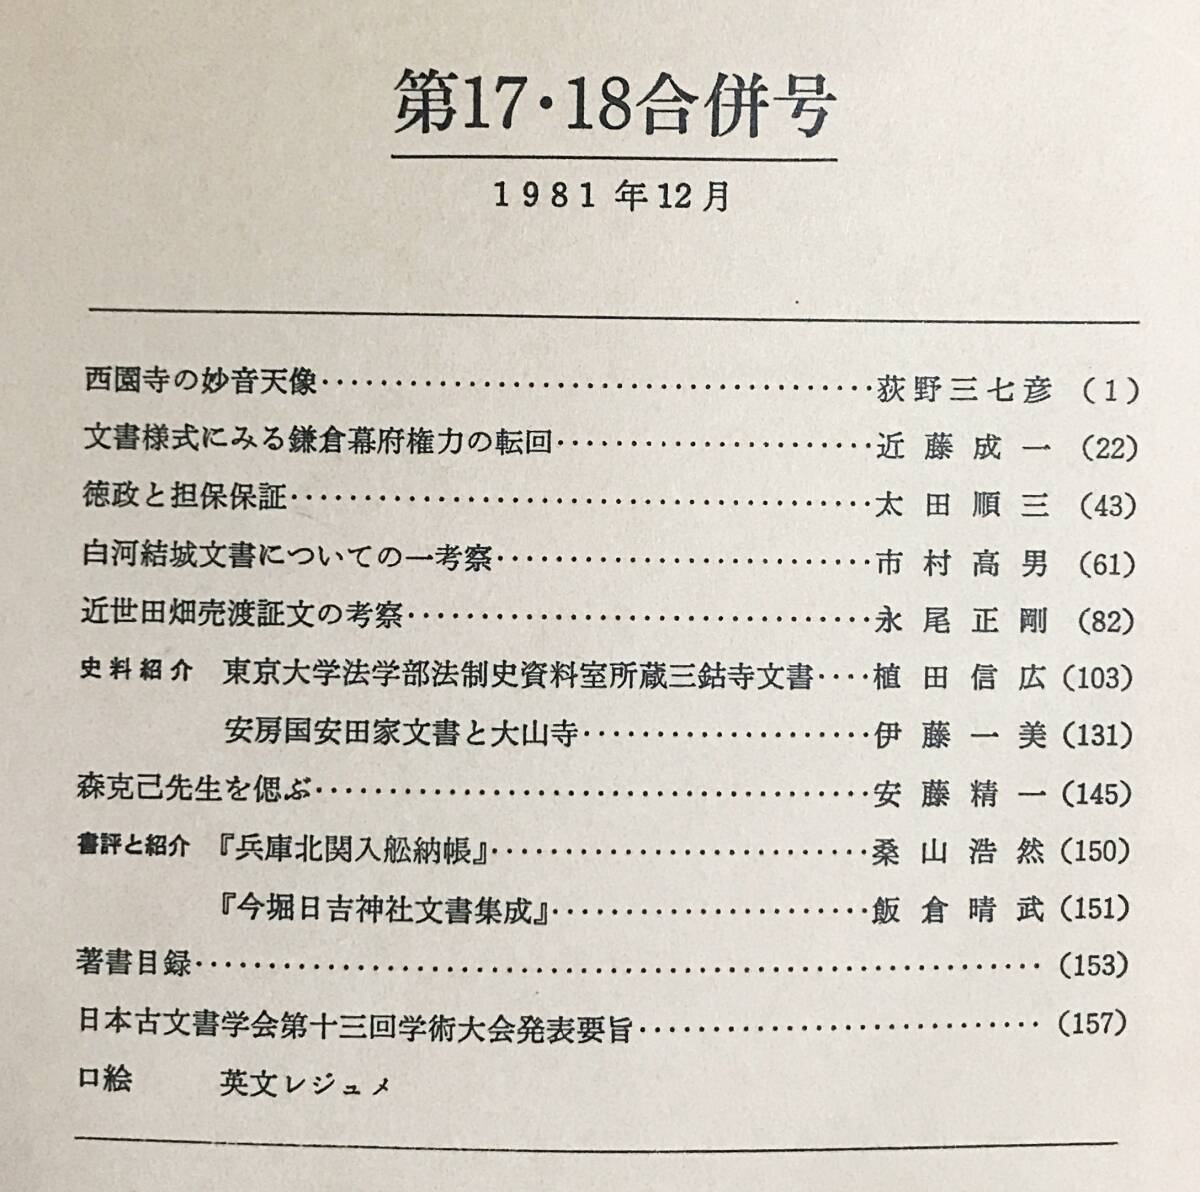 第17・18合併号
1981年12月
西園寺の妙音天像……荻野三七彦 (1)
文書様式にみる鎌倉幕府権力の転回……近藤成一 (22)
徳政と担保保証……太田順三 (43)
白河結城文書についての一考察……市村高男 (61)
近世田畑売渡証文の考察……永尾正剛 (82)
史料紹介 東京大学法学部法制史資料室所蔵三鈷寺文書……植田信広 (103)
安房国安田家文書と大山寺……伊藤一美 (131)
森克己先生を偲ぶ……安藤精一 (145)
書評と紹介 『兵庫北関入舩納帳』……桑山浩然 (150)
『今堀日吉神社文書集成』……飯倉晴武 (151)
著書目録……(153)
日本古文書学会第十三回学術大会発表要旨……(157)
口絵 英文レジュメ